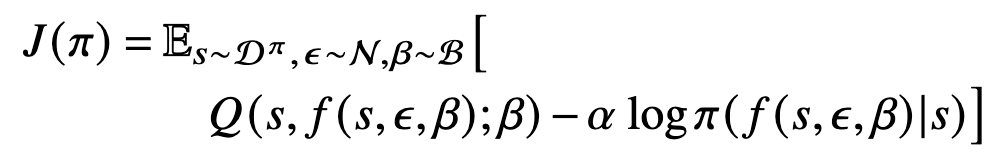 J(π) = 𝔼_{s∼𝒟^π, ϵ∼𝒩, β∼ℬ}[
Q(s, f(s, ϵ, β); β) − α log π(f(s, ϵ, β)|s)]